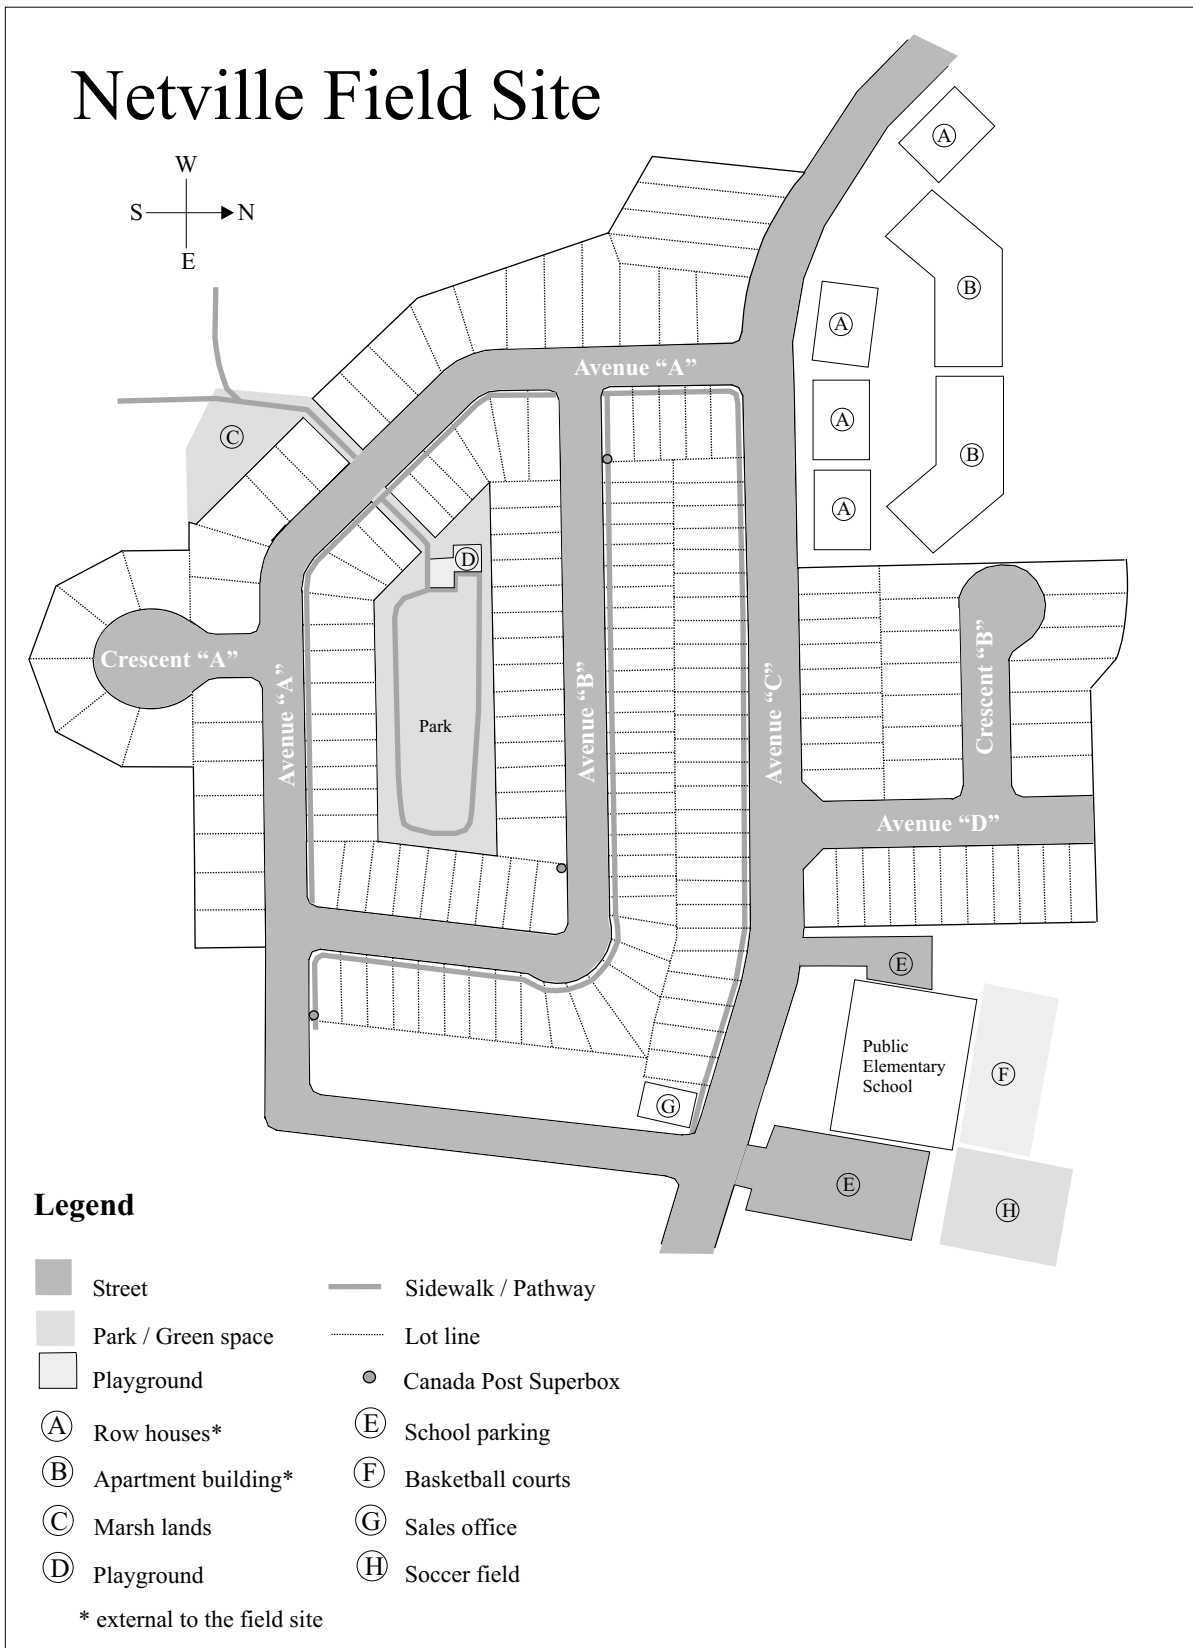 Netville Field Site
W
S
N
E
A
B
A
Avenue “A”
A
C
B
A
D
Crescent “A”
Avenue “A”
Park
Avenue “B”
Avenue “C”
Crescent “B”
Avenue “D”
E
Public
Elementary
School
F
G
E
H
Legend
Street
Sidewalk / Pathway
Park / Green space
Lot line
Playground
Canada Post Superbox
A Row houses*
E School parking
B Apartment building*
F Basketball courts
C Marsh lands
G Sales office
D Playground
H Soccer field
* external to the field site